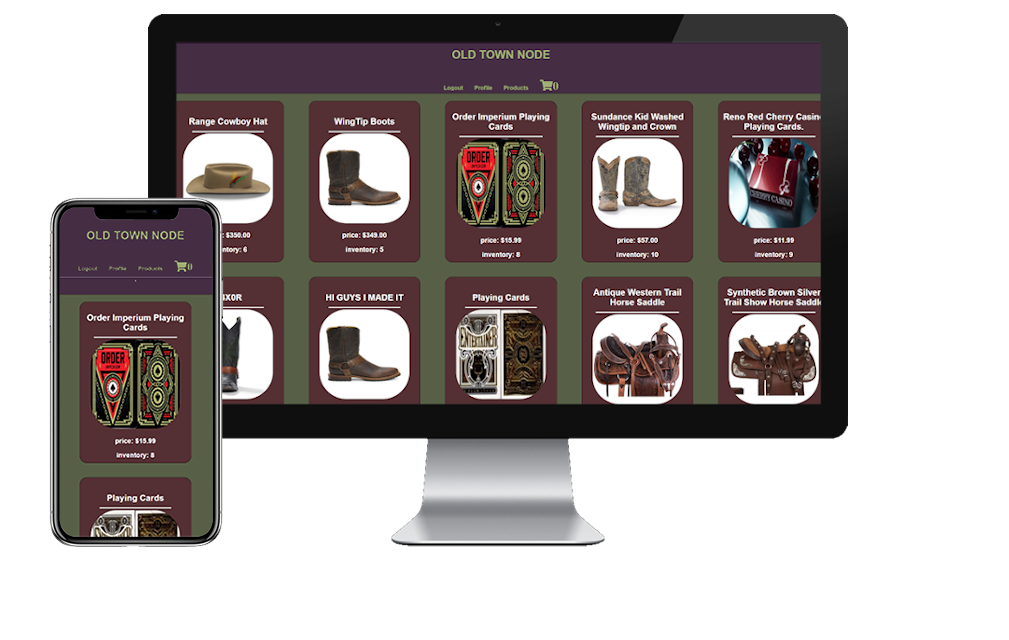 OLD TOWN NODE
Logout Profile Products 0
Range Cowboy Hat
: $350.00
ntory: 6
WingTip Boots
price: $349.00
inventory: 5
Order Imperium Playing
Cards
ORDER
price: $15.99
inventory: 8
Sundance Kid Washed
Wingtip and Crown
price: $57.00
inventory: 10
Reno Red Cherry Casino
Playing Cards.
CHERRY CASINO
price: $11.99
inventory: 9
HI GUYS I MADE IT
Playing Cards
ENTERTAINER
Antique Western Trail
Horse Saddle
Synthetic Brown Silver
Trail Show Horse Saddle
OLD TOWN NODE
Logout Profile Products 0
Order Imperium Playing
Cards
ORDER
price: $15.99
inventory: 8
Playing Cards